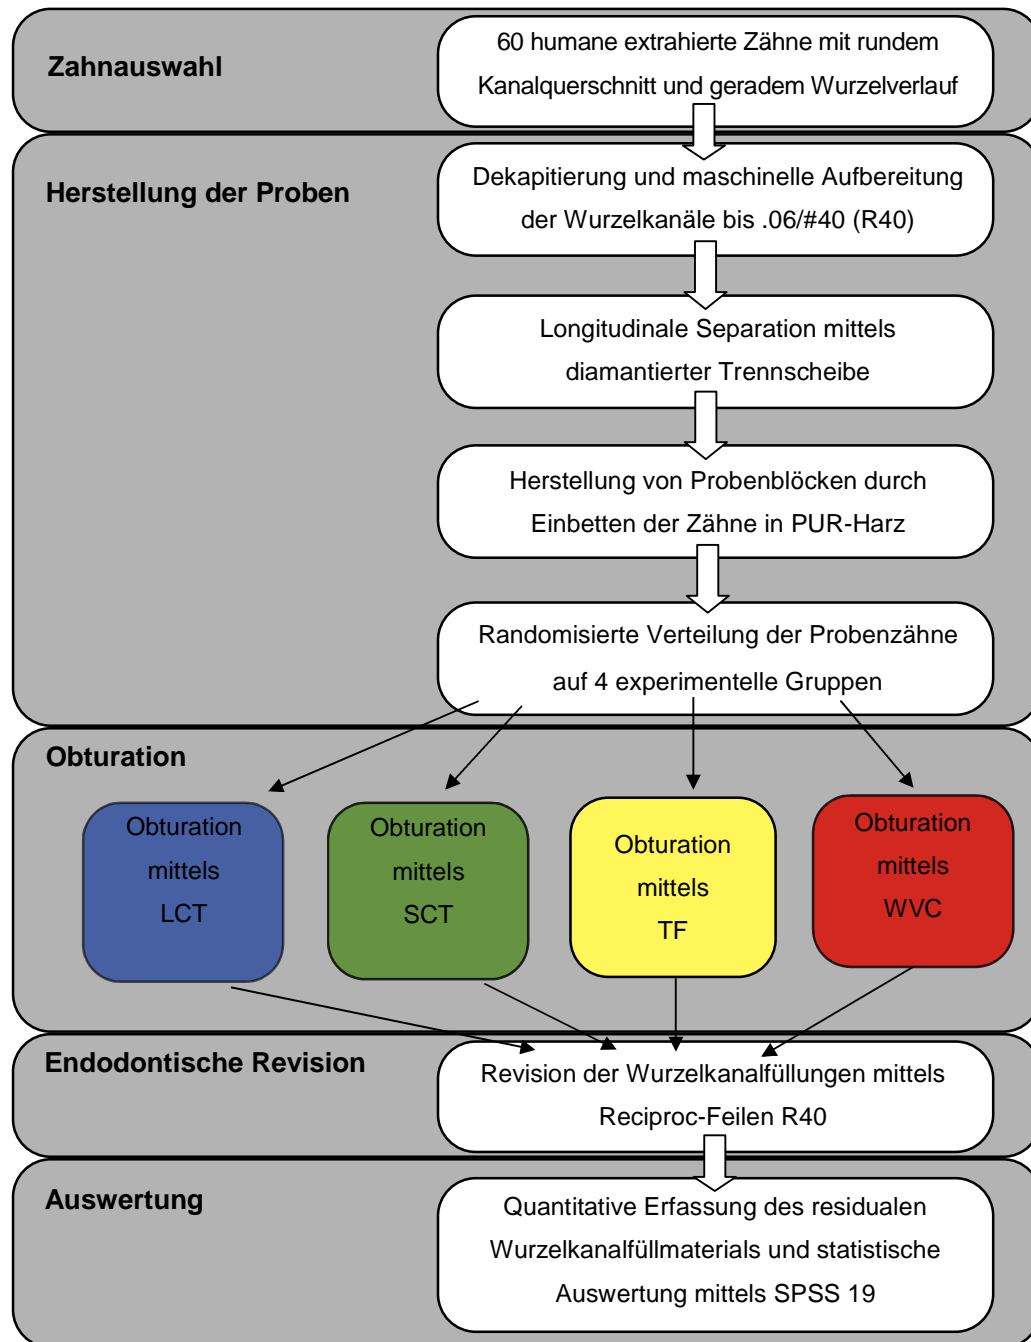 Zahnauswahl
60 humane extrahierte Zähne mit rundem
Kanalquerschnitt und geradem Wurzelverlauf
Herstellung der Proben
Dekapitierung und maschinelle Aufbereitung
der Wurzelkanäle bis .06/#40 (R40)
Longitudinale Separation mittels
diamantierter Trennscheibe
Herstellung von Probenblöcken durch
Einbetten der Zähne in PUR-Harz
Randomisierte Verteilung der Probenzähne
auf 4 experimentelle Gruppen
Obturation
Obturation
mittels
LCT
Obturation
mittels
SCT
Obturation
mittels
TF
Obturation
mittels
WVC
Endodontische Revision
Revision der Wurzelkanalfüllungen mittels
Reciproc-Feilen R40
Auswertung
Quantitative Erfassung des residualen
Wurzelkanalfüllmaterials und statistische
Auswertung mittels SPSS 19